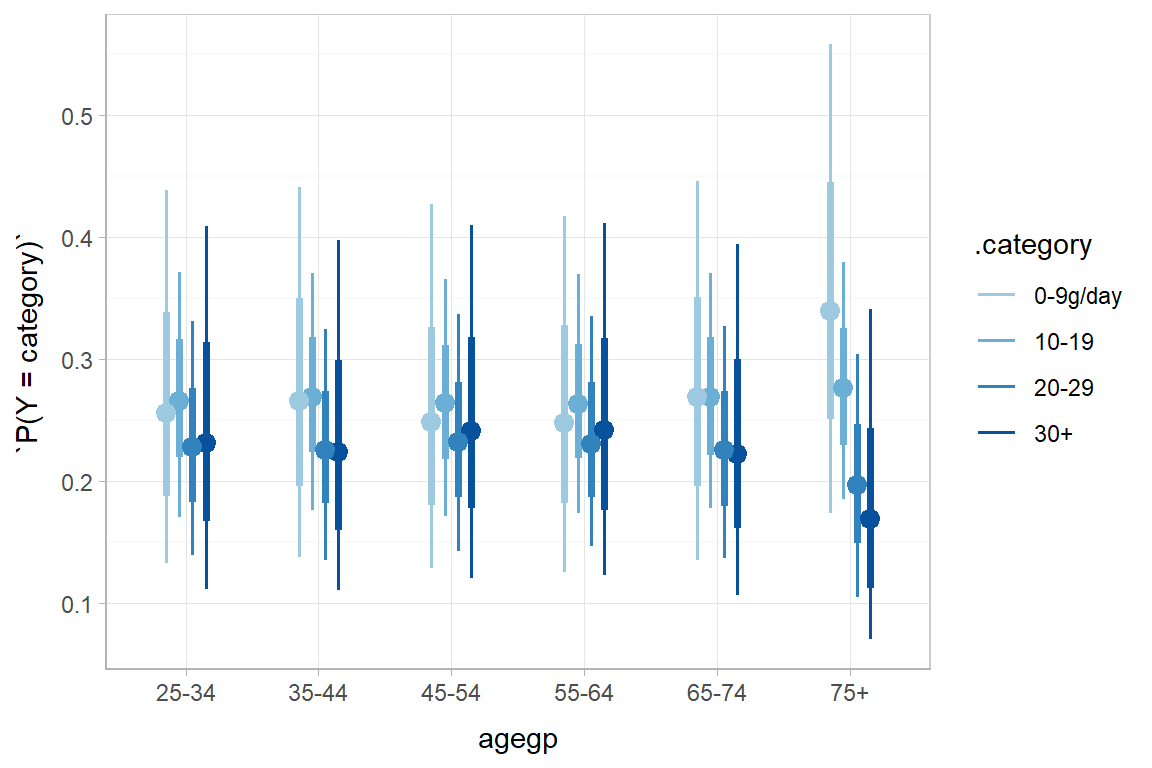 `P(Y = category)`
0.5
0.4
0.3
0.2
0.1
25-34 35-44 45-54 55-64 65-74 75+
agegp
.category
0-9g/day
10-19
20-29
30+